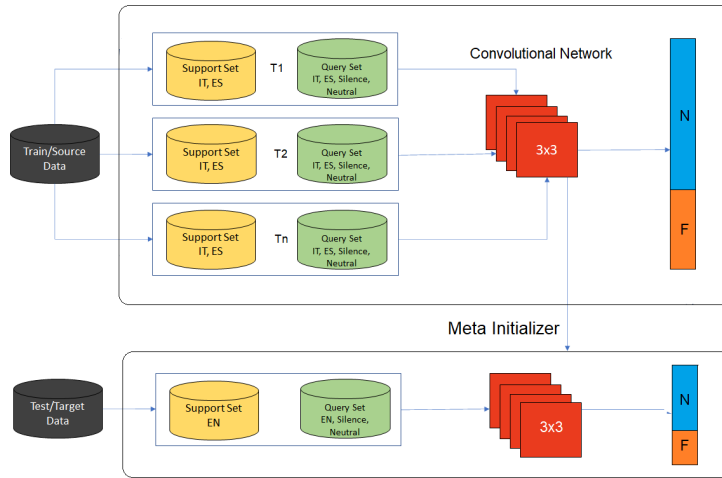 Support Set
IT, ES
T1
Query Set
IT, ES, Silence,
Neutral
Convolutional Network
Train/Source
Data
Support Set
IT, ES
T2
Query Set
IT, ES, Silence,
Neutral
3x3
N
F
Support Set
IT, ES
Tn
Query Set
IT, ES, Silence,
Neutral
Meta Initializer
Test/Target
Data
Support Set
EN
Query Set
EN, Silence,
Neutral
3x3
N
F